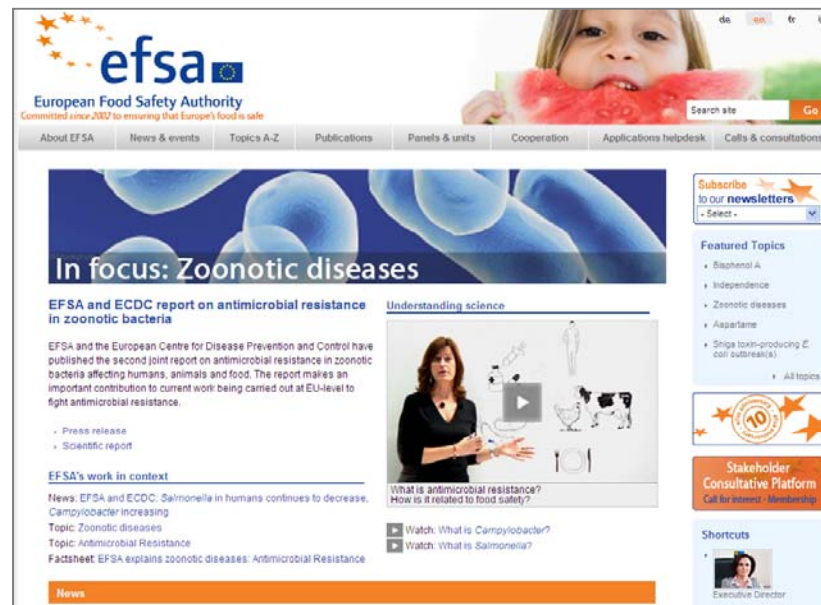 de en fr
efsa
European Food Safety Authority
Committed since 2002 to ensuring that Europe's food is safe
Search site Go
About EFSA News & events Topics A-Z Publications Panels & units Cooperation Applications helpdesk Calls & consultations
In focus: Zoonotic diseases
EFSA and ECDC report on antimicrobial resistance
in zoonotic bacteria
EFSA and the European Centre for Disease Prevention and Control have
published the second joint report on antimicrobial resistance in zoonotic
bacteria affecting humans, animals and food. The report makes an
important contribution to current work being carried out at EU-level to
fight antimicrobial resistance.
Press release
Scientific report
EFSA's work in context
News: EFSA and ECDC: Salmonella in humans continues to decrease,
Campylobacter increasing
Topic: Zoonotic diseases
Topic: Antimicrobial Resistance
Factsheet: EFSA explains zoonotic diseases: Antimicrobial Resistance
Understanding science
What is antimicrobial resistance?
How is it related to food safety?
Watch: What is Campylobacter?
Watch: What is Salmonella?
Subscribe
to our newsletters
- Select -
Featured Topics
Bisphenol A
Independence
Zoonotic diseases
Aspartame
Shiga toxin-producing E.
coli outbreak(s)
All topics
10
Stakeholder
Consultative Platform
Call for interest - Membership
Shortcuts
Executive Director
News